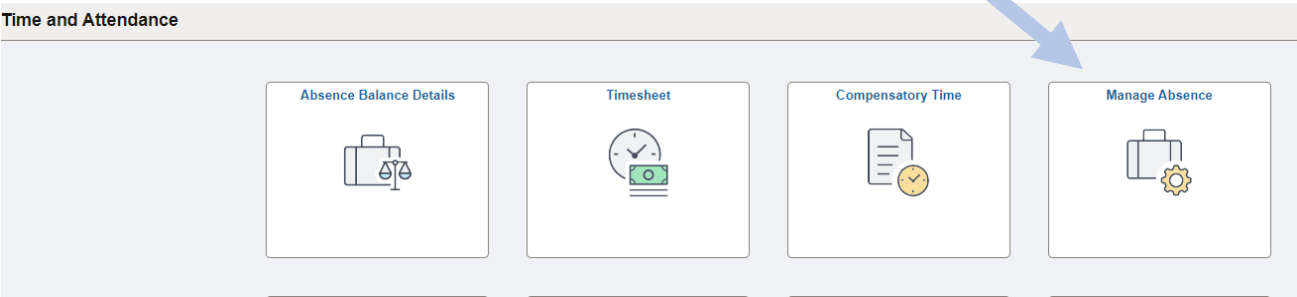 Time and Attendance
Absence Balance Details
Timesheet
Compensatory Time
Manage Absence